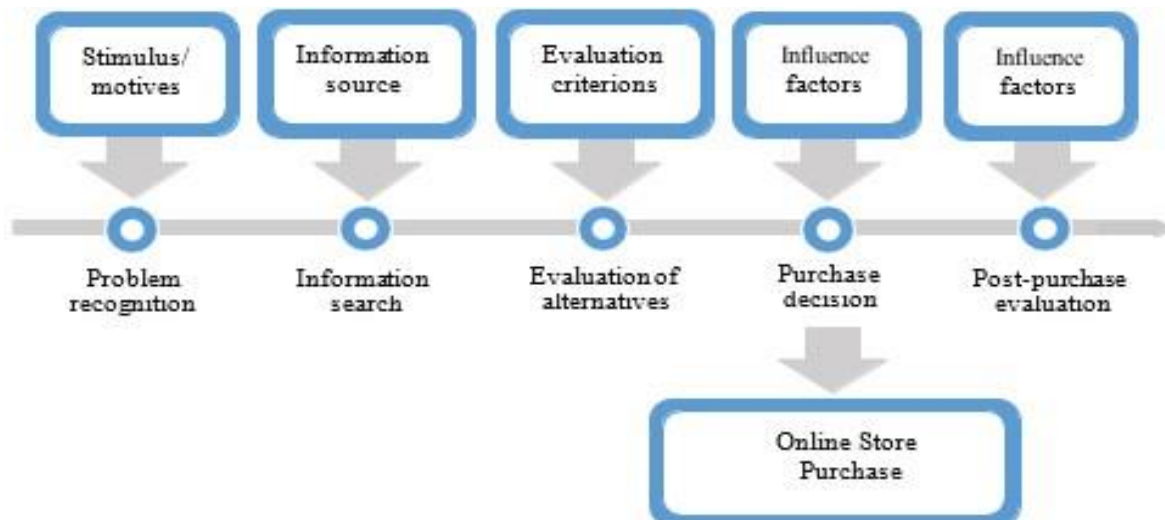 Stimulus/
motives
Information
source
Evaluation
criterions
Influence
factors
Influence
factors
Problem
recognition
Information
search
Evaluation of
alternatives
Purchase
decision
Post-purchase
evaluation
Online Store
Purchase